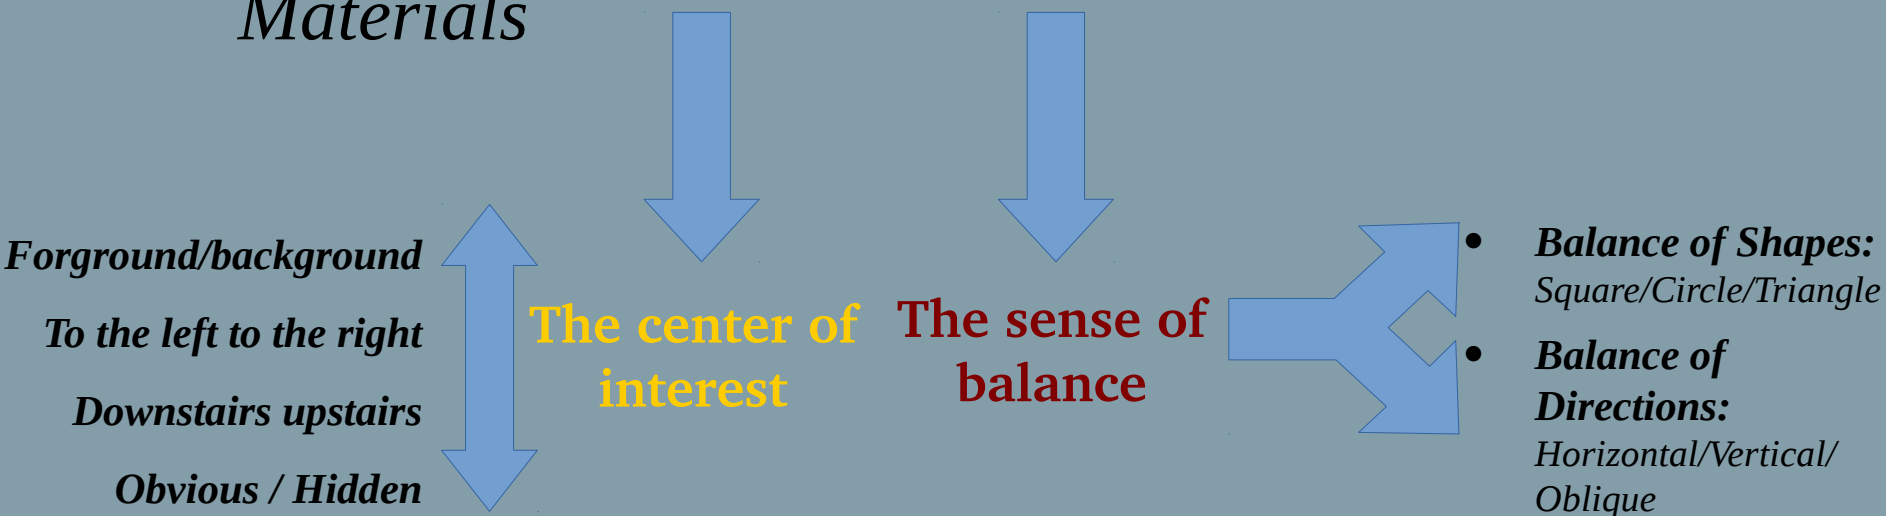 Materials
Forground/background
To the left to the right
Downstairs upstairs
Obvious / Hidden
The center of
interest
The sense of
balance
• Balance of Shapes:
Square/Circle/Triangle
• Balance of
Directions:
Horizontal/Vertical/
Oblique